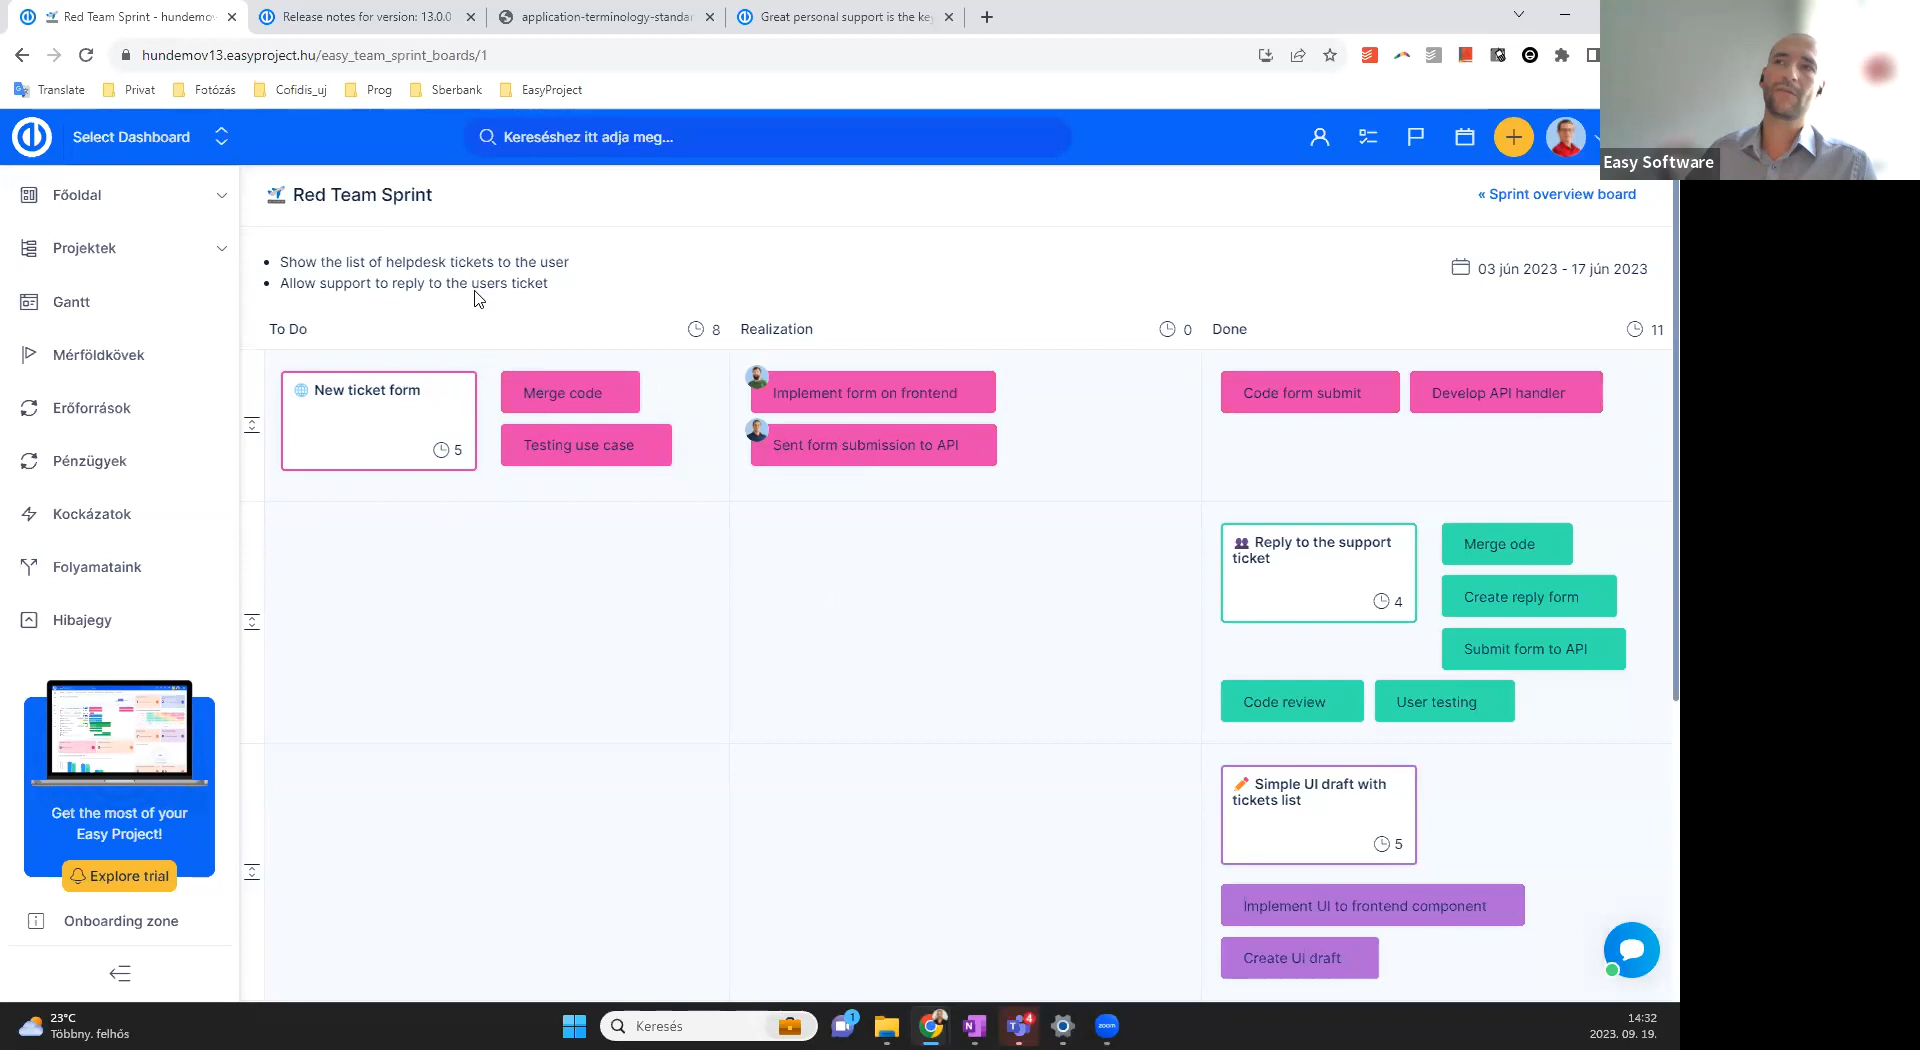 Red Team Sprint - hundemov
Release notes for version: 13.0.0
application-terminology-standar
Great personal support is the key
hundemov13.easyproject.hu/easy_team_sprint_boards/1
Translate
Privat
Fotózás
Cofidis_uj
Prog
Sberbank
EasyProject
Select Dashboard
Kereséshez itt adja meg...
Easy Software
Főoldal
Projektek
Gantt
Mérföldkövek
Erőforrások
Pénzügyek
Kockázatok
Folyamataink
Hibajegy
Get the most of your
Easy Project!
Explore trial
Onboarding zone
Red Team Sprint
« Sprint overview board
Show the list of helpdesk tickets to the user
Allow support to reply to the users ticket
03 jún 2023 - 17 jún 2023
To Do
8
Realization
0
Done
11
New ticket form
5
Merge code
Testing use case
Implement form on frontend
Sent form submission to API
Code form submit
Develop API handler
Reply to the support
ticket
4
Merge ode
Create reply form
Submit form to API
Code review
User testing
Simple UI draft with
tickets list
5
Implement UI to frontend component
Create UI draft
23°C
Többny. felhős
Keresés
1
4
zoom
14:32
2023. 09. 19.